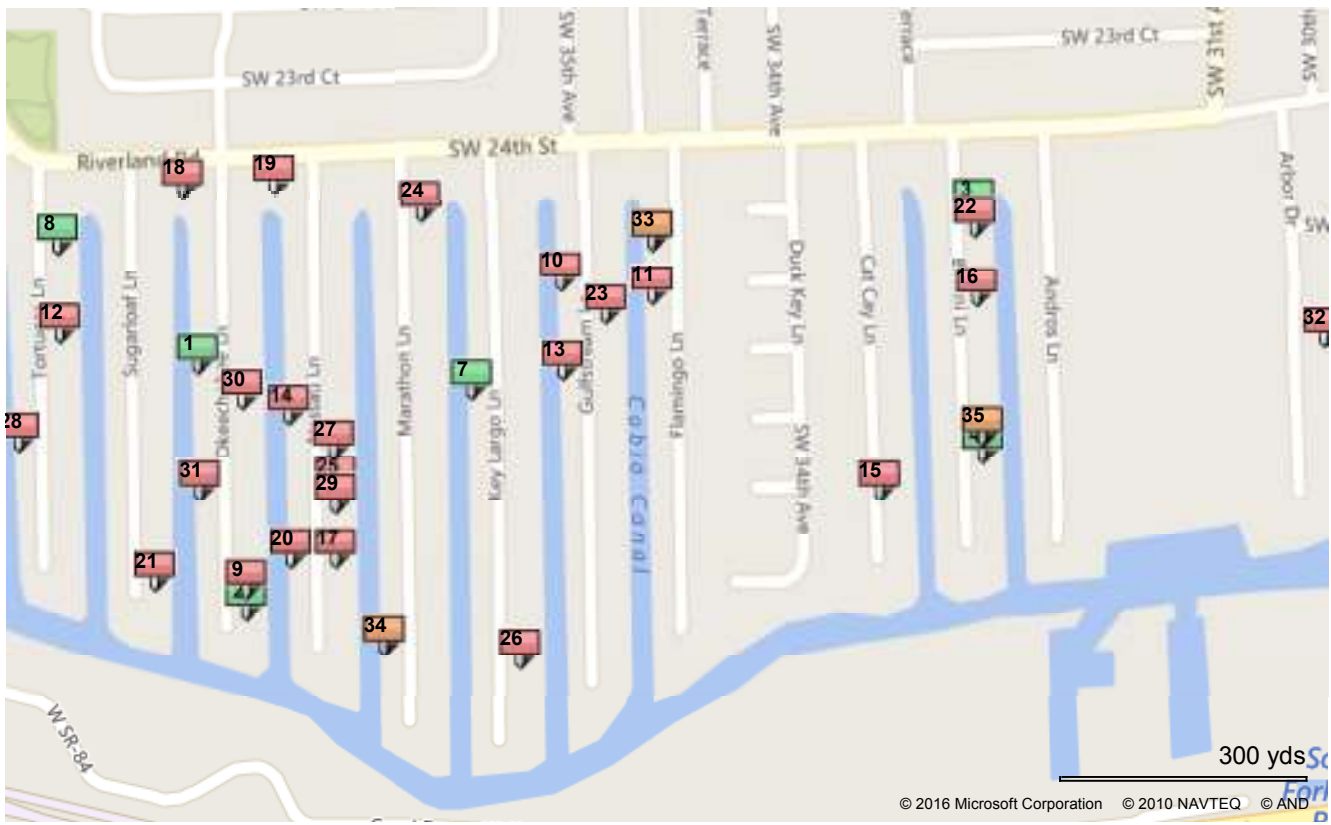 SW 23rd Ct
SW 35th Ave
Terrace
SW 34th Ave
SW 23rd Ct
Riverland Rd
SW 24th St
Arbor Dr
SW
18
19
24
3
22
8
33
10
11
16
23
12
32
13
1
7
30
14
28
27
35
25
31
29
15
20
17
21
9
34
26
Sugarloaf Ln
Marathon Ln
Key Largo Ln
Cobia Canal
Flamingo Ln
Duck Key Ln
SW 34th Ave
Cat Cay Ln
Andros Ln
W SR-84
300 yds
© 2016 Microsoft Corporation © 2010 NAVTEQ © AND